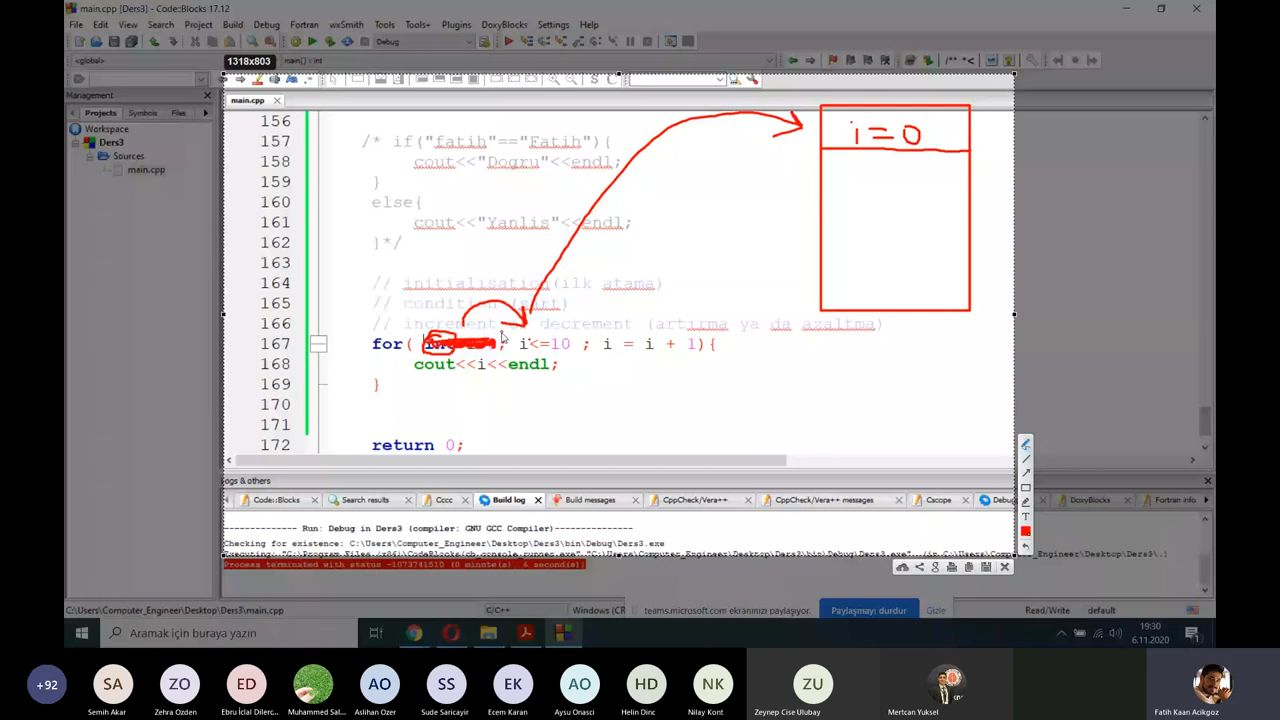 main.cpp [Ders3] - Code::Blocks 17.12
File Edit View Search Project Build Debug Fortran wxSmith Tools Tools+ Plugins DoxyBlocks Settings Help
Debug
<global>
1318x803
main() : int
Management
main.cpp
Projects Symbols Files
Workspace
Ders3
Sources
main.cpp
i=0
156
157 /* if("fatih"=="Fatih"){
158 cout<<"Dogru"<<endl;
159 }
160 else{
161 cout<<"Yanlis"<<endl;
162 }*/
163
164 // initialisation(ilk atama)
165 // condition (şart)
166 // increment decrement (artırma ya da azaltma)
167 for( ; i<=10 ; i = i + 1){
168 cout<<i<<endl;
169 }
170
171
172 return 0;
ogs & others
Code::Blocks Search results Cccc Build log Build messages CppCheck/Vera++ CppCheck/Vera++ messages Cscope Debug DoxyBlocks Fortran info
-------------- Run: Debug in Ders3 (compiler: GNU GCC Compiler)---------------
Checking for existence: C:\Users\Computer_Engineer\Desktop\Ders3\bin\Debug\Ders3.exe
Process terminated with status -1073741510 (0 minute(s), 6 second(s))
C:\Users\Computer_Engineer\Desktop\Ders3\main.cpp C/C++ Windows (CR teams.microsoft.com ekranınızı paylaşıyor. Paylaşmayı durdur Gizle Read/Write default
Aramak için buraya yazın
19:30
6.11.2020
+92 SA ZO ED AO SS EK AO HD NK ZU
Semih Akar Zehra Ozden Ebru İclal Dilerc... Muhammed Sal... Aslihan Ozer Sude Saricayir Ecem Karan Aysu Onaci Helin Dinc Nilay Kont Zeynep Cise Ulubay Mertcan Yuksel Fatih Kaan Acikgoz